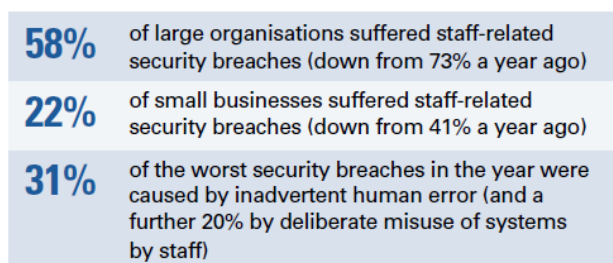 58% of large organisations suffered staff-related
security breaches (down from 73% a year ago)
22% of small businesses suffered staff-related
security breaches (down from 41% a year ago)
31% of the worst security breaches in the year were
caused by inadvertent human error (and a
further 20% by deliberate misuse of systems
by staff)